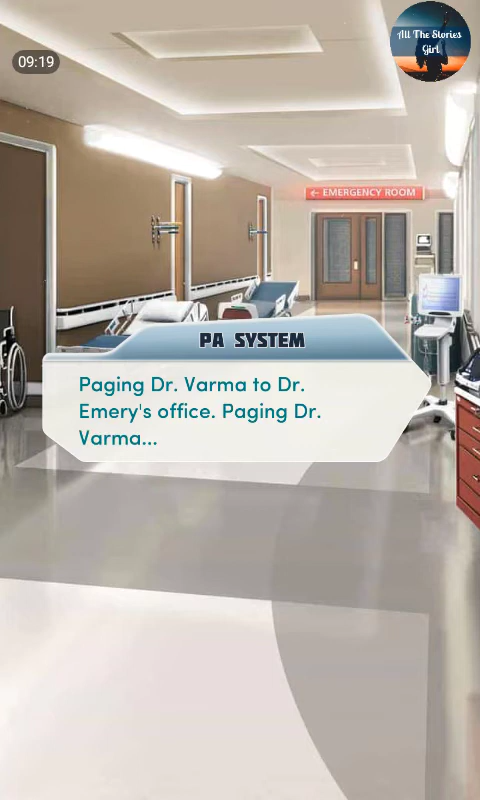 09:19
All The Stories
Girl
← EMERGENCY ROOM
PA SYSTEM
Paging Dr. Varma to Dr.
Emery's office. Paging Dr.
Varma...